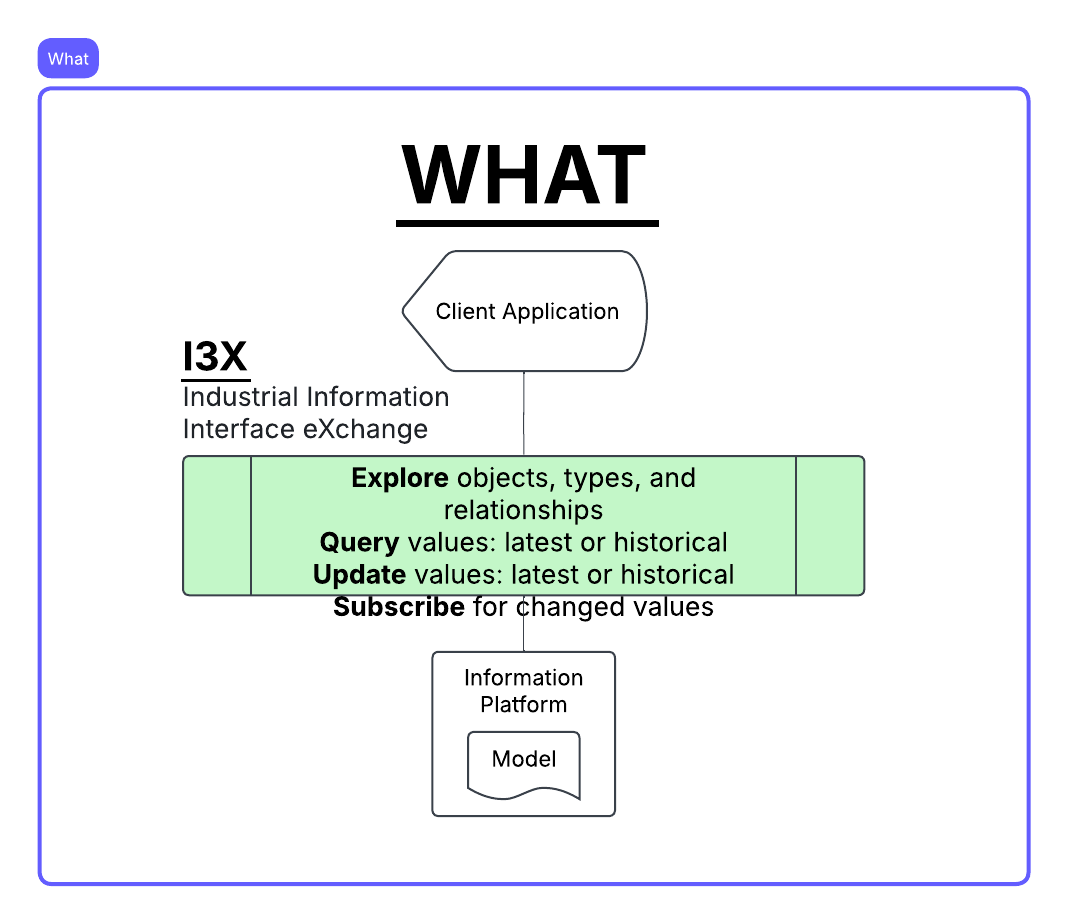 What
WHAT
Client Application
I3X
Industrial Information
Interface eXchange
Explore objects, types, and
relationships
Query values: latest or historical
Update values: latest or historical
Subscribe for changed values
Information
Platform
Model